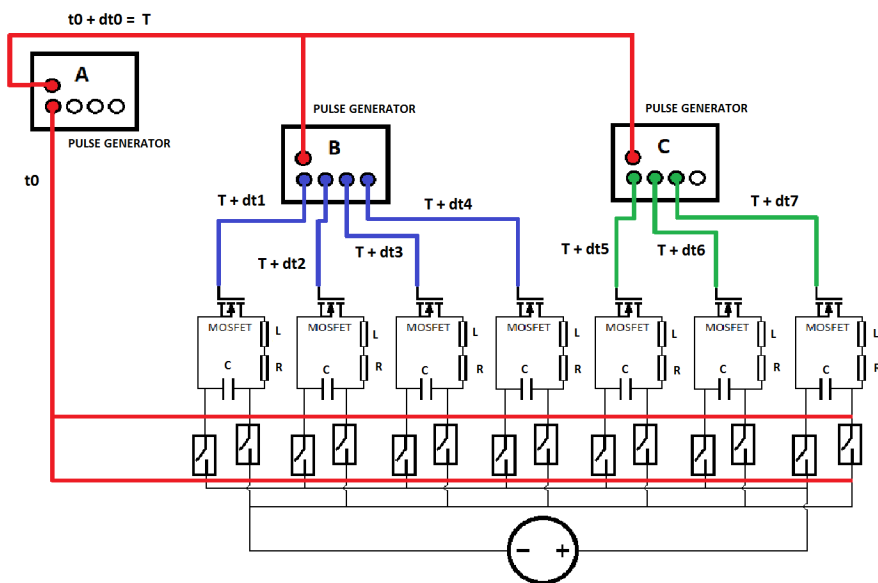 t0 + dt0 = T
A
PULSE GENERATOR
t0
PULSE GENERATOR
B
PULSE GENERATOR
C
T + dt1
T + dt2
T + dt3
T + dt4
T + dt5
T + dt6
T + dt7
MOSFET
L
R
C
MOSFET
L
R
C
MOSFET
L
R
C
MOSFET
L
R
C
MOSFET
L
R
C
MOSFET
L
R
C
MOSFET
L
R
C
- +